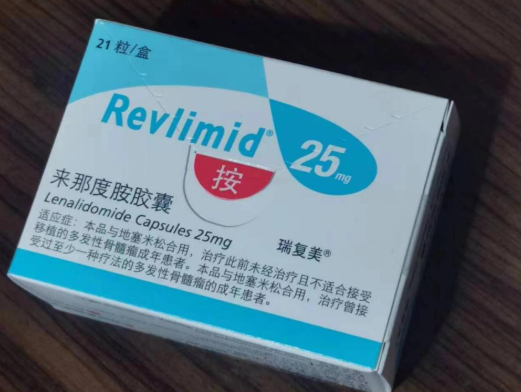 21 粒/盒
Revlimid®
25 mg
按
来那度胺胶囊
Lenalidomide Capsules 25mg
瑞复美®
适应症：本品与地塞米松合用，治疗此前未经治疗且不适合接受
移植的多发性骨髓瘤成年患者。本品与地塞米松合用，治疗曾接
受过至少一种疗法的多发性骨髓瘤的成年患者。